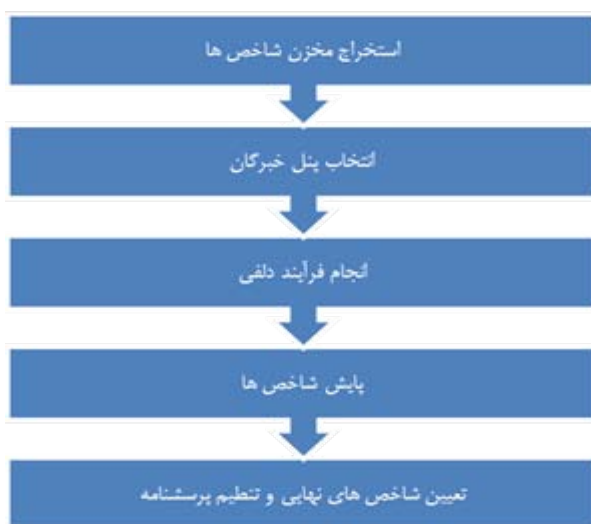 استخراج مخزن شاخص ها
انتخاب پنل خبرگان
انجام فرآیند دلفی
پایش شاخص ها
تعیین شاخص های نهایی و تنظیم پرسشنامه